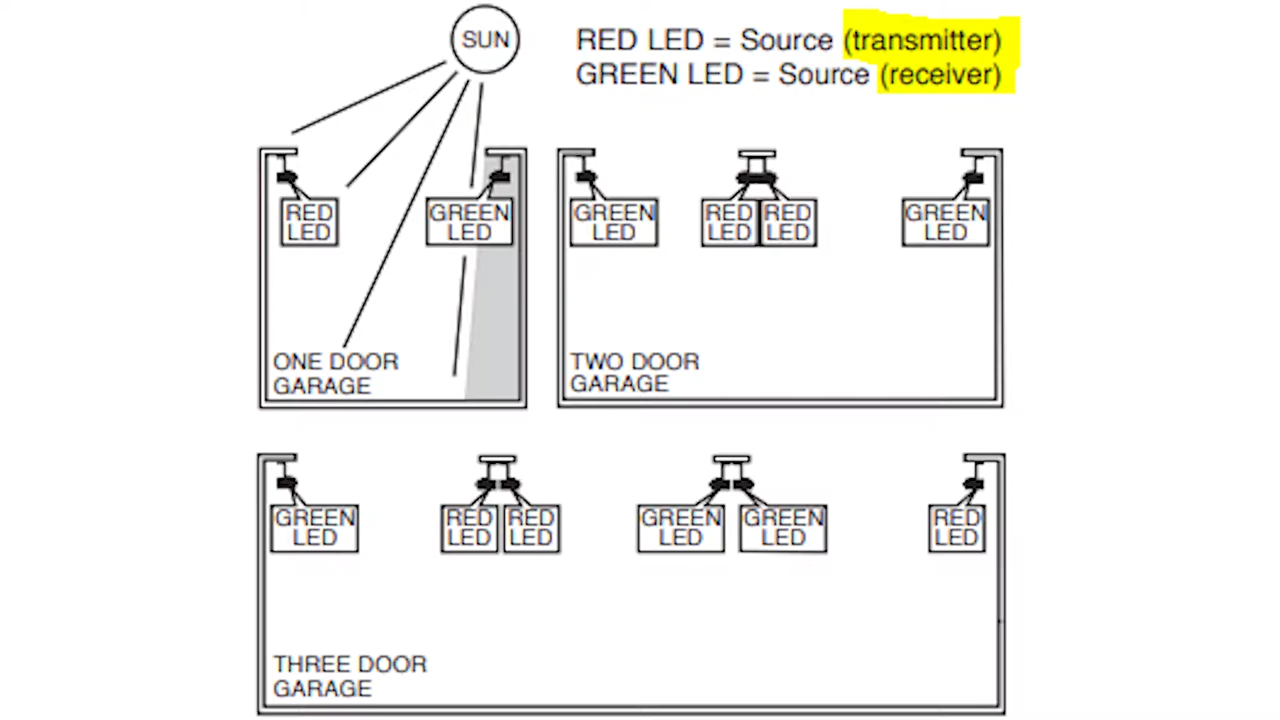 SUN
RED LED = Source (transmitter)
GREEN LED = Source (receiver)
RED
LED
GREEN
LED
ONE DOOR
GARAGE
GREEN
LED
RED
LED
RED
LED
GREEN
LED
TWO DOOR
GARAGE
GREEN
LED
RED
LED
RED
LED
GREEN
LED
GREEN
LED
RED
LED
THREE DOOR
GARAGE